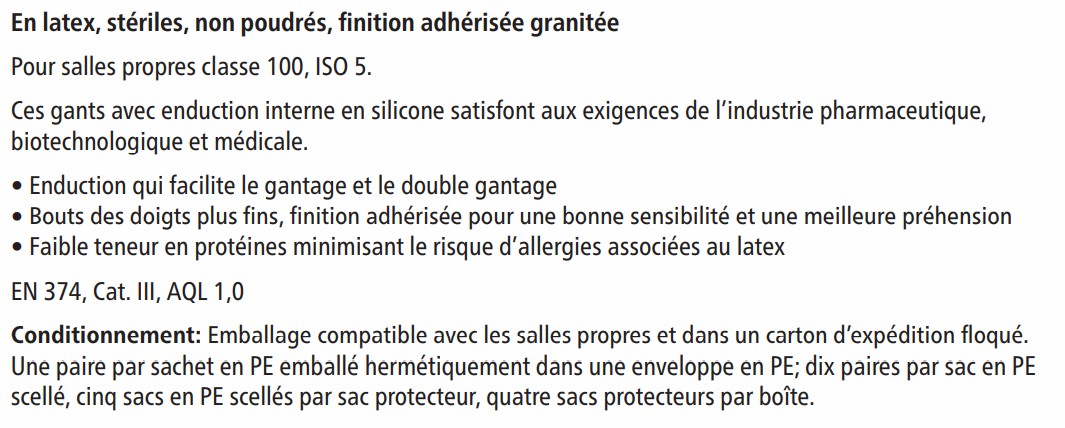 En latex, stériles, non poudrés, finition adhérisée granitée
Pour salles propres classe 100, ISO 5.
Ces gants avec enduction interne en silicone satisfont aux exigences de l’industrie pharmaceutique,
biotechnologique et médicale.
• Enduction qui facilite le gantage et le double gantage
• Bouts des doigts plus fins, finition adhérisée pour une bonne sensibilité et une meilleure préhension
• Faible teneur en protéines minimisant le risque d’allergies associées au latex
EN 374, Cat. III, AQL 1,0
Conditionnement: Emballage compatible avec les salles propres et dans un carton d’expédition floqué.
Une paire par sachet en PE emballé hermétiquement dans une enveloppe en PE; dix paires par sac en PE
scellé, cinq sacs en PE scellés par sac protecteur, quatre sacs protecteurs par boîte.